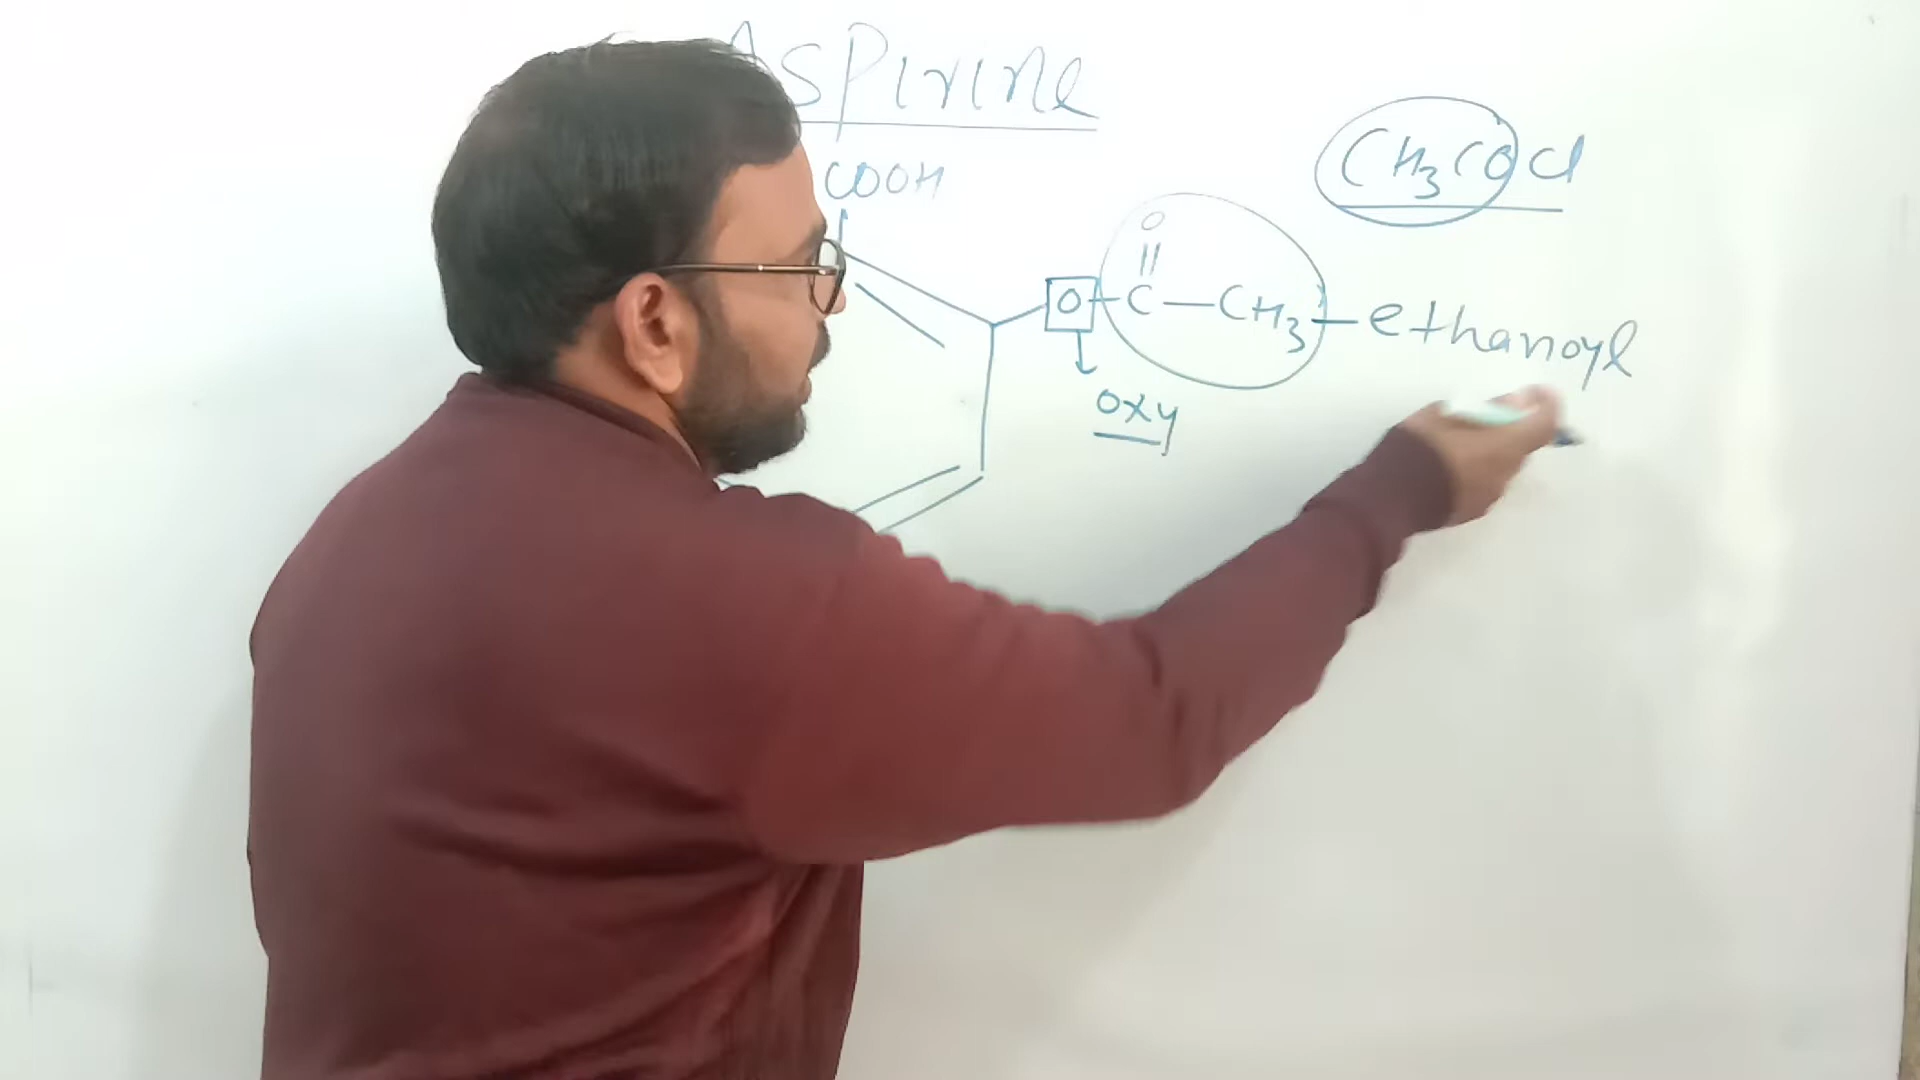 ASPirine
CH3COCl
COOH
O
||
O-C-CH3-ethanoyl
oxy